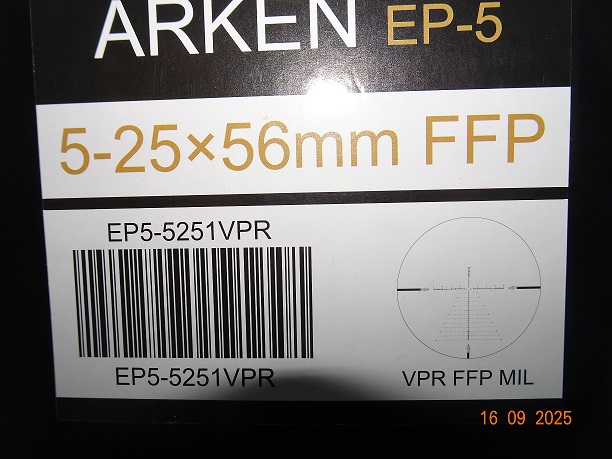 ARKEN EP-5
5-25×56mm FFP
EP5-5251VPR
EP5-5251VPR
VPR FFP MIL
16 09 2025